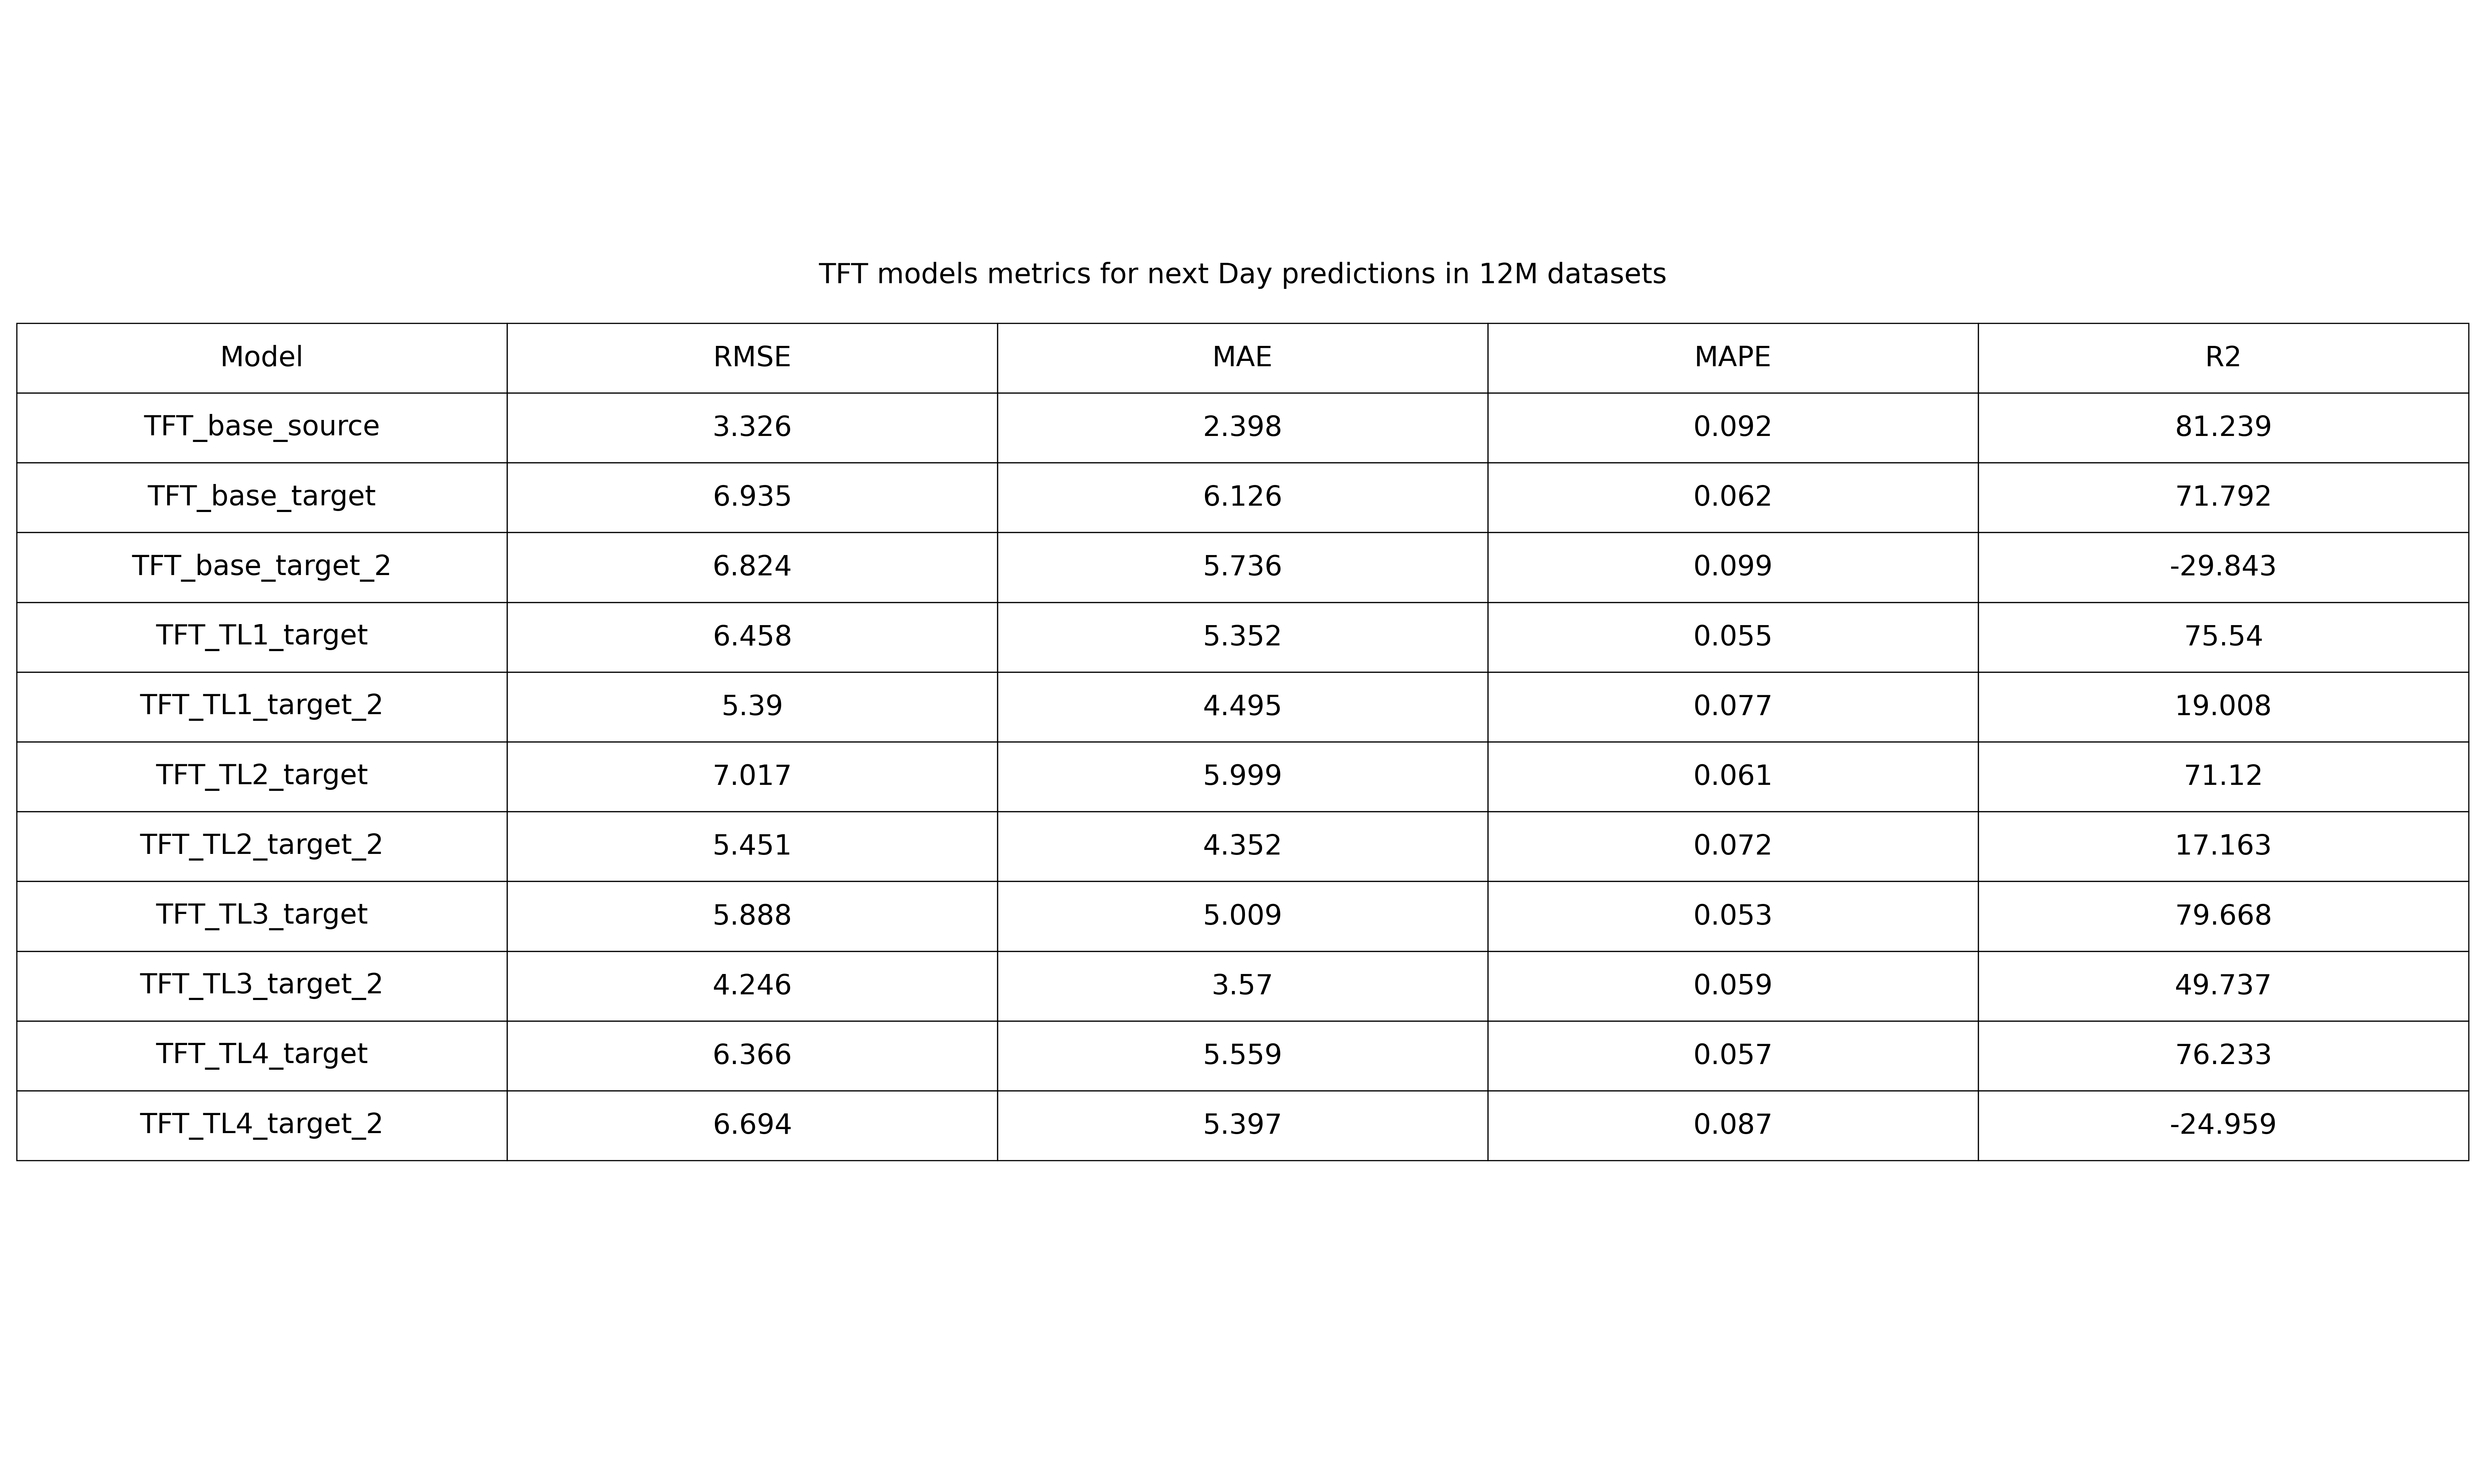 TFT models metrics for next Day predictions in 12M datasets
Model RMSE MAE MAPE R2
TFT_base_source 3.326 2.398 0.092 81.239
TFT_base_target 6.935 6.126 0.062 71.792
TFT_base_target_2 6.824 5.736 0.099 -29.843
TFT_TL1_target 6.458 5.352 0.055 75.54
TFT_TL1_target_2 5.39 4.495 0.077 19.008
TFT_TL2_target 7.017 5.999 0.061 71.12
TFT_TL2_target_2 5.451 4.352 0.072 17.163
TFT_TL3_target 5.888 5.009 0.053 79.668
TFT_TL3_target_2 4.246 3.57 0.059 49.737
TFT_TL4_target 6.366 5.559 0.057 76.233
TFT_TL4_target_2 6.694 5.397 0.087 -24.959